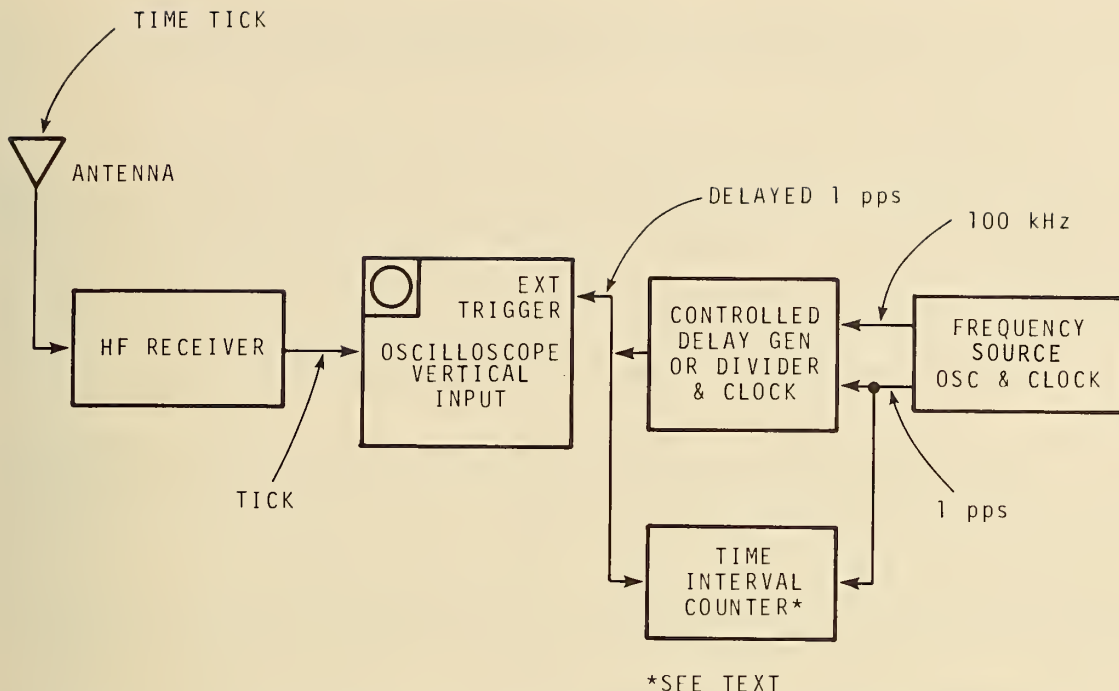 TIME TICK
ANTENNA
DELAYED 1 pps
100 kHz
HF RECEIVER
EXT
TRIGGER
OSCILLOSCOPE
VERTICAL
INPUT
CONTROLLED
DELAY GEN
OR DIVIDER
& CLOCK
FREQUENCY
SOURCE
OSC & CLOCK
TICK
1 pps
TIME
INTERVAL
COUNTER*
*SEE TEXT